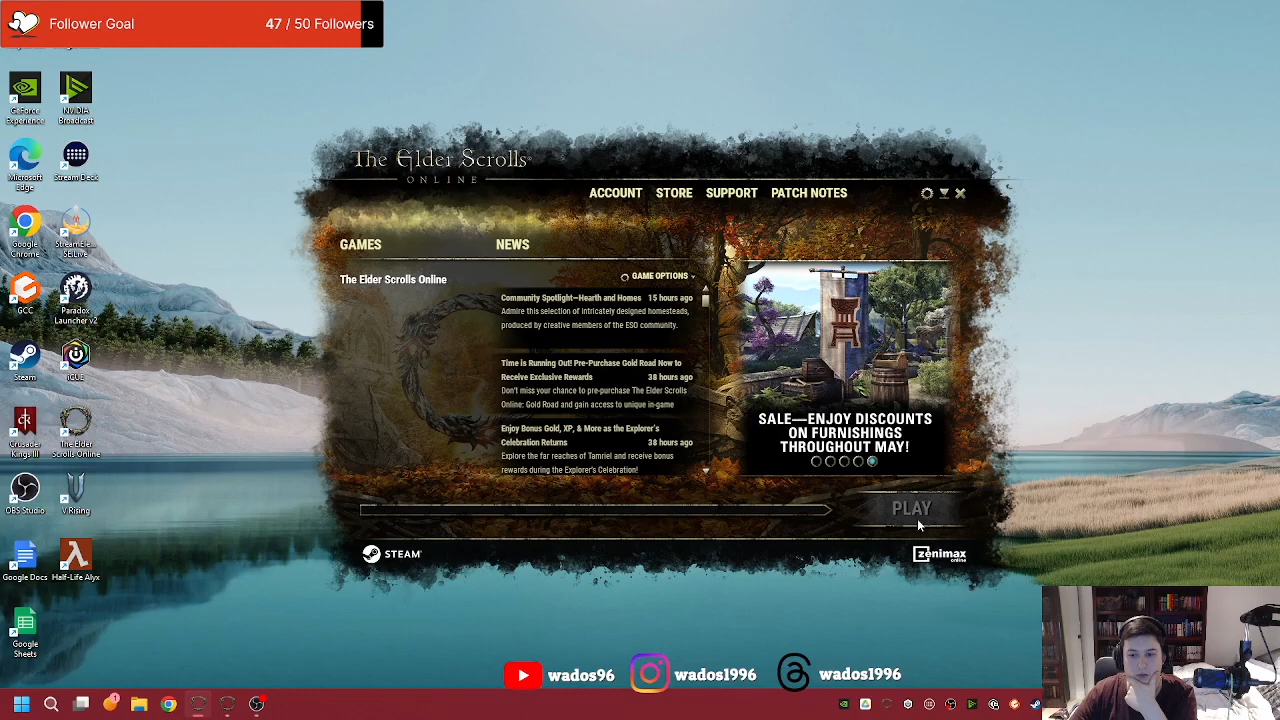 Follower Goal
47 / 50 Followers
GeForce Experience
NVIDIA Broadcast
Microsoft Edge
Stream Deck
Google Chrome
StreamEle... SE.Live
GCC
Paradox Launcher v2
Steam
iCUE
Crusader Kings III
The Elder Scrolls Online
OBS Studio
V Rising
Google Docs
Half-Life Alyx
Google Sheets
The Elder Scrolls
ONLINE
ACCOUNT
STORE
SUPPORT
PATCH NOTES
GAMES
NEWS
The Elder Scrolls Online
GAME OPTIONS
Community Spotlight—Hearth and Homes 15 hours ago
Admire this selection of intricately designed homesteads,
produced by creative members of the ESO community.
Time is Running Out! Pre-Purchase Gold Road Now to
Receive Exclusive Rewards 38 hours ago
Don't miss your chance to pre-purchase The Elder Scrolls
Online: Gold Road and gain access to unique in-game
Enjoy Bonus Gold, XP, & More as the Explorer's
Celebration Returns 38 hours ago
Explore the far reaches of Tamriel and receive bonus
rewards during the Explorer's Celebration!
SALE—ENJOY DISCOUNTS
ON FURNISHINGS
THROUGHOUT MAY!
PLAY
STEAM
zenimax
online
wados96
wados1996
wados1996
1